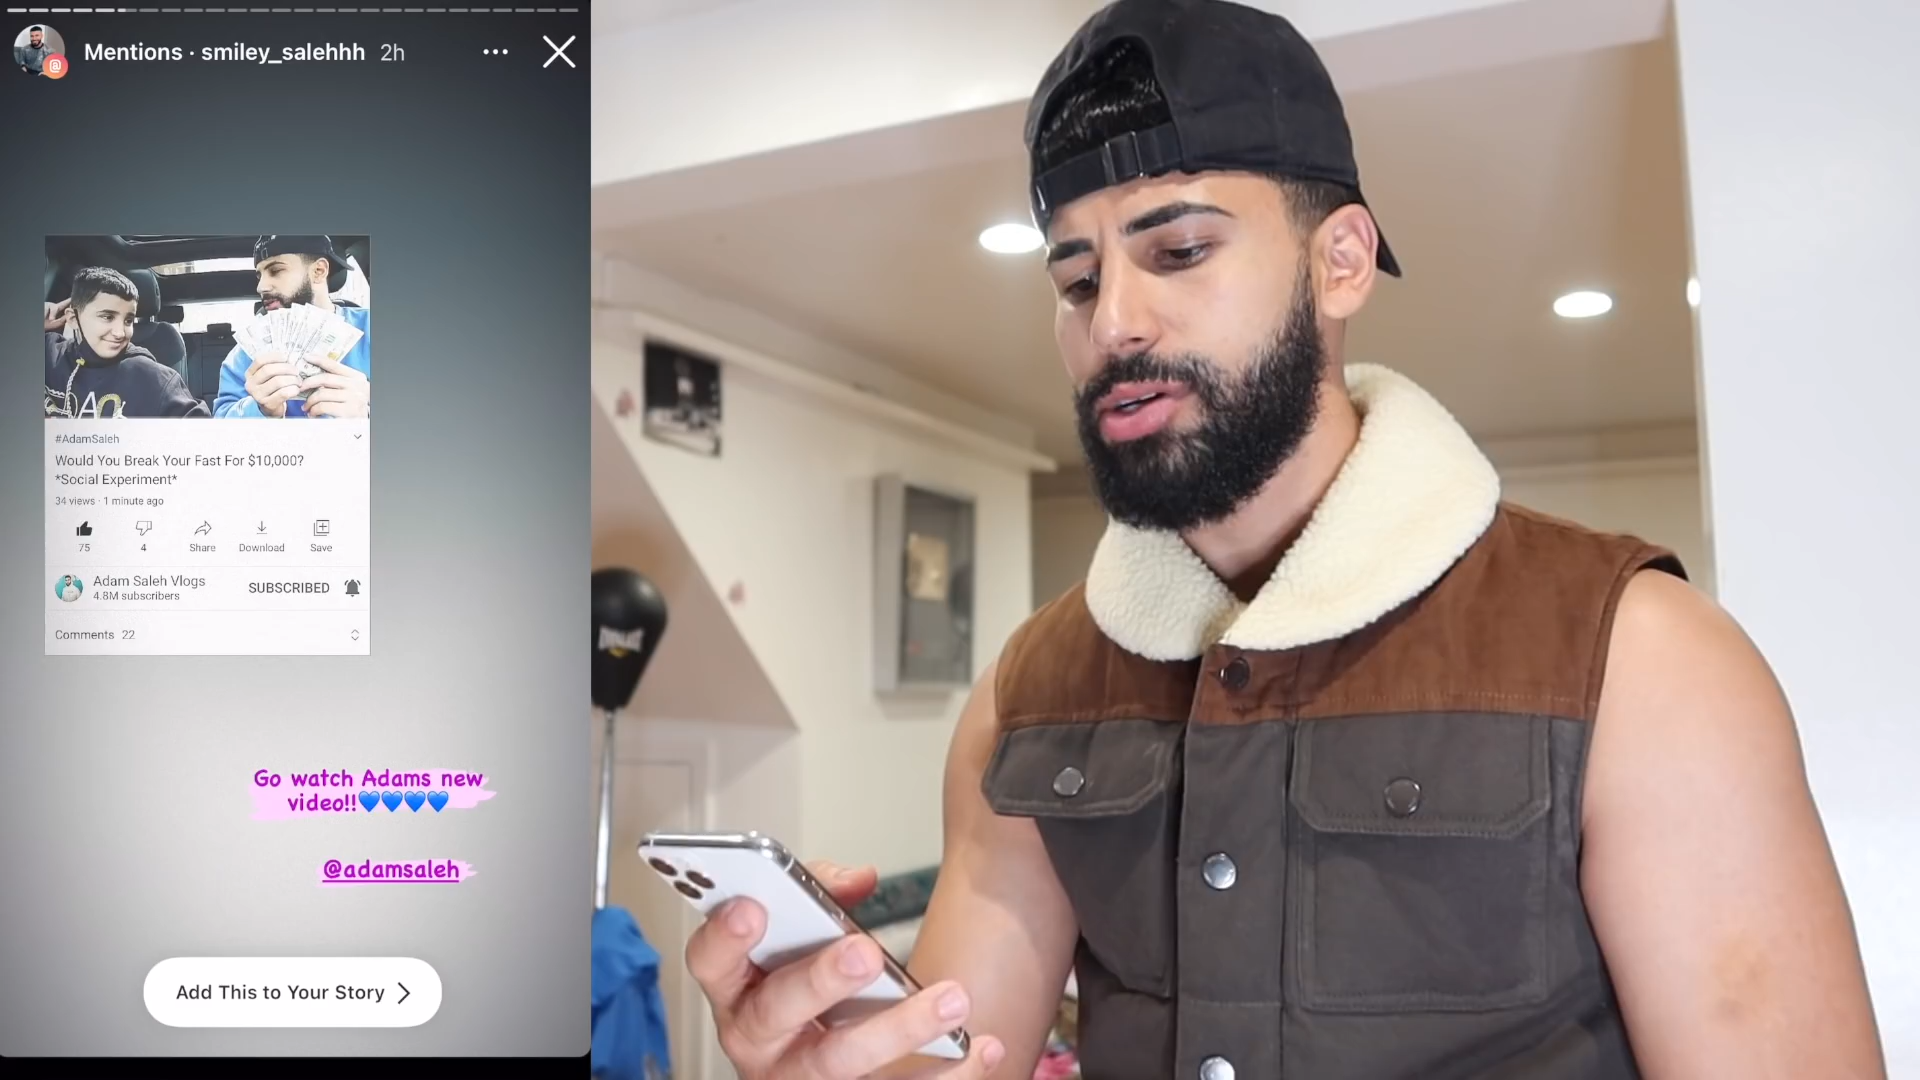 Mentions · smiley_salehhh 2h
#AdamSaleh
Would You Break Your Fast For $10,000?
*Social Experiment*
34 views · 1 minute ago
75 4 Share Download Save
Adam Saleh Vlogs
4.8M subscribers
SUBSCRIBED
Comments 22
Go watch Adams new
video!!💙💙💙💙
@adamsaleh
Add This to Your Story
EVERLAST